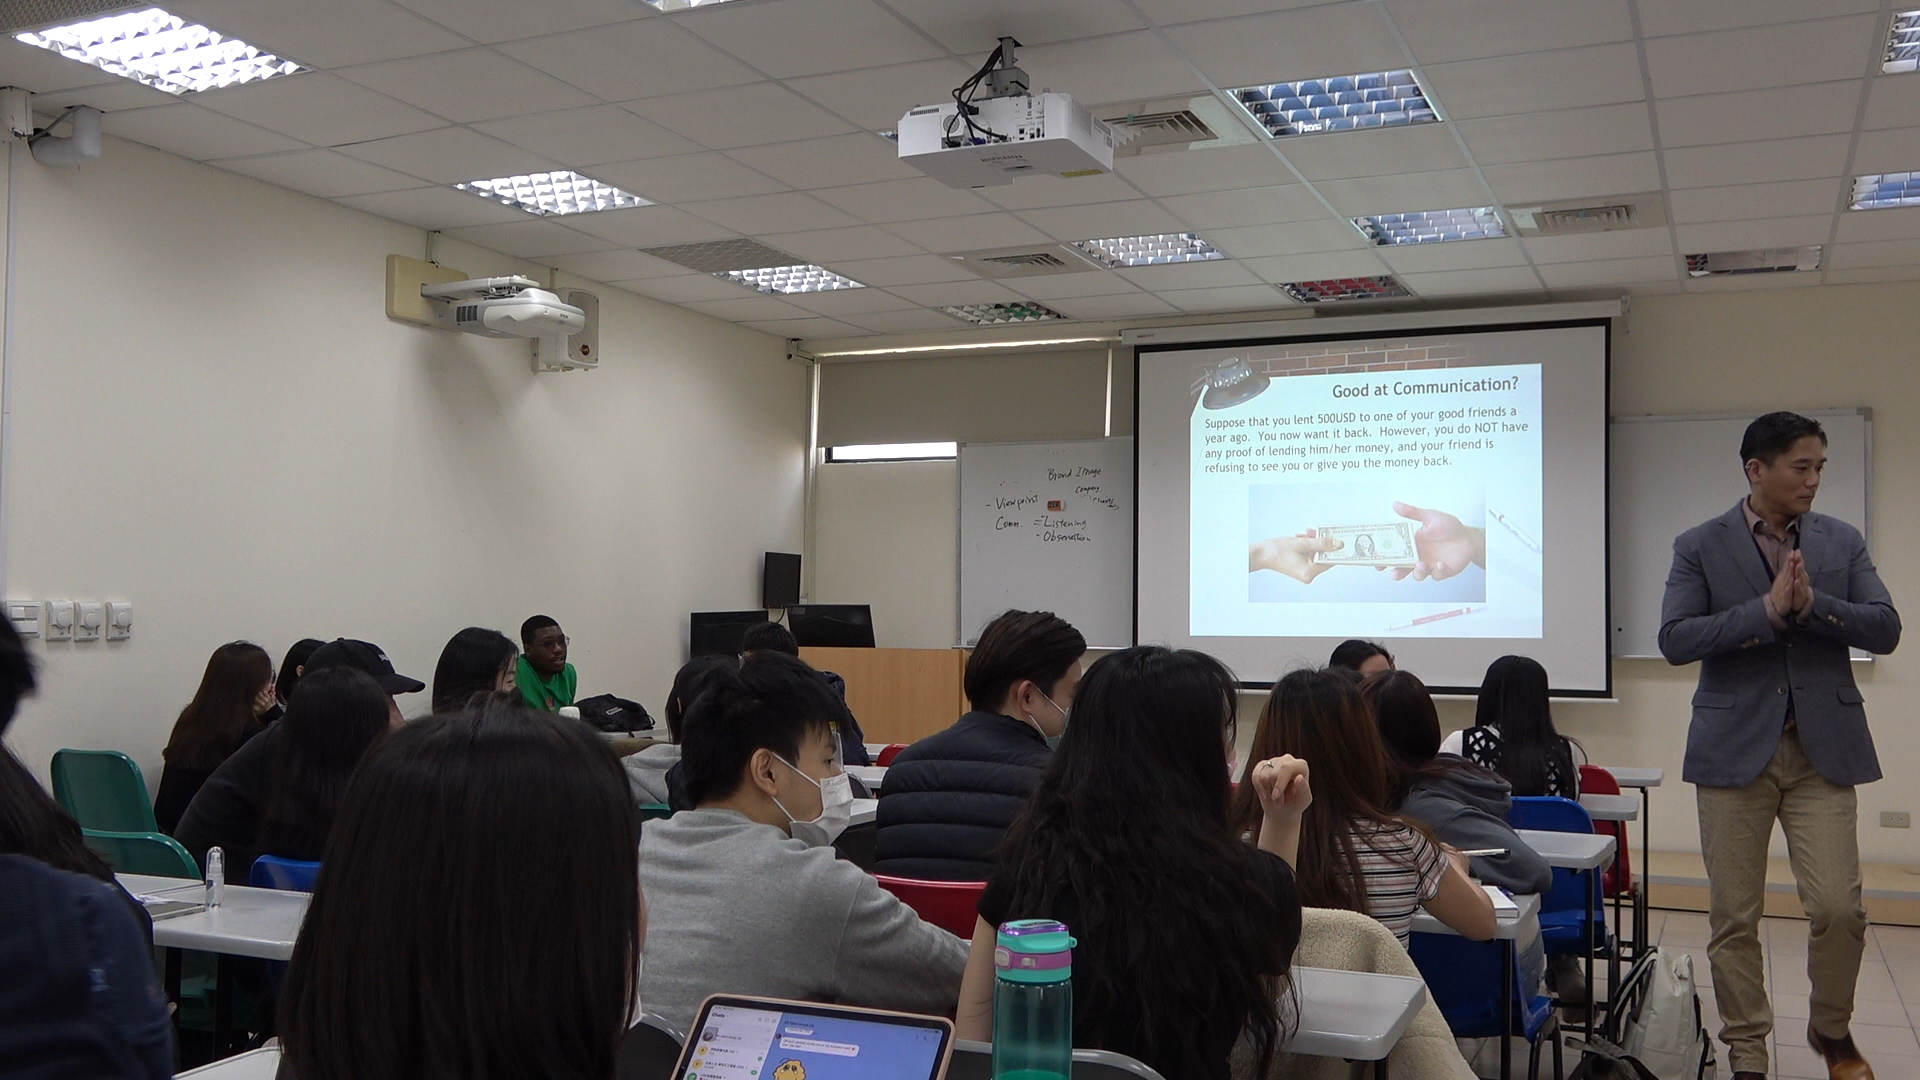 Good at Communication?
Suppose that you lent 500USD to one of your good friends a
year ago. You now want it back. However, you do NOT have
any proof of lending him/her money, and your friend is
refusing to see you or give you the money back.
Brand Image
Company
- Viewpoint
Comm. = - Listening
- Observation
Chats